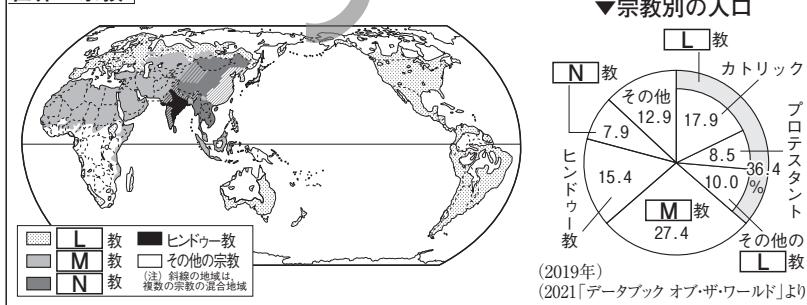 ▼宗教別の人口
L 教
カトリック
N 教
その他
12.9
17.9
7.9
プロテスタント
8.5
36.4
%
15.4
ヒンドゥー教
10.0
M 教
27.4
その他の
L 教
L 教
ヒンドゥー教
M 教
その他の宗教
N 教
(注) 斜線の地域は,
複数の宗教の混合地域
(2019年)
(2021「データブック オブ・ザ・ワールド」より